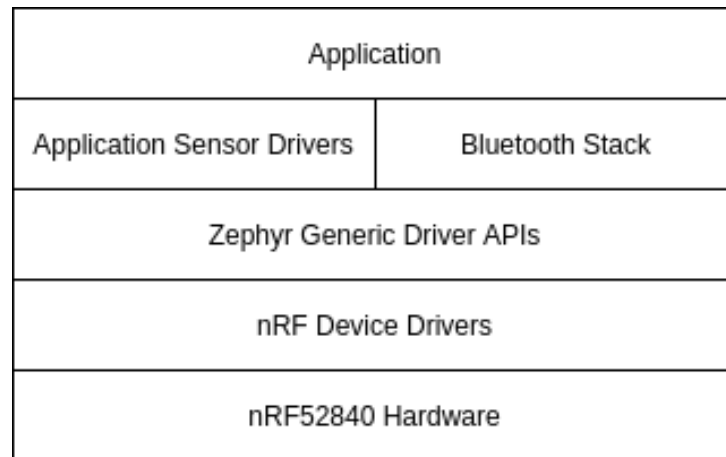 Application
Application Sensor Drivers
Bluetooth Stack
Zephyr Generic Driver APIs
nRF Device Drivers
nRF52840 Hardware